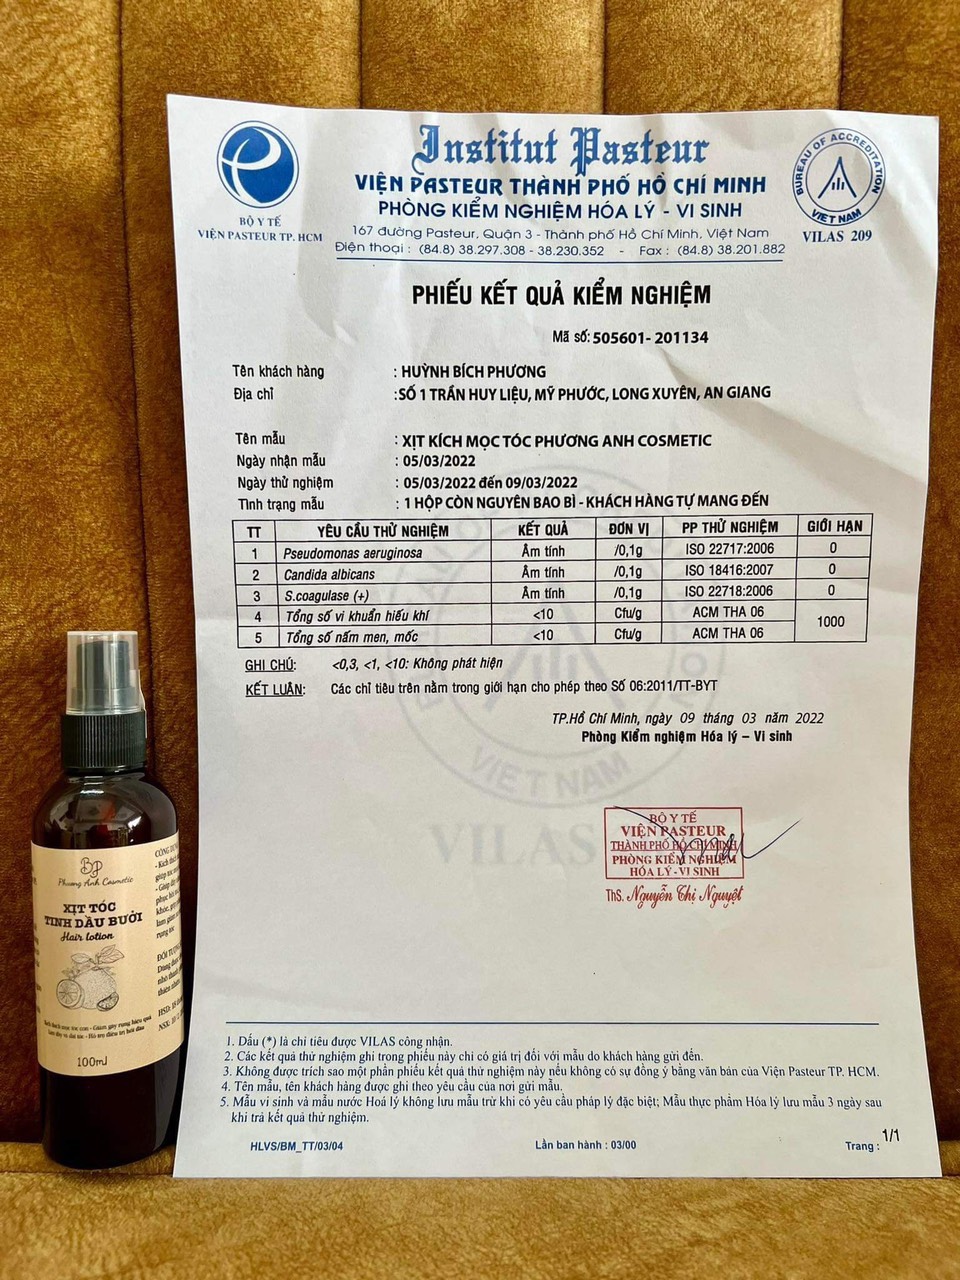 Institut Pasteur
VIỆN PASTEUR THÀNH PHỐ HỒ CHÍ MINH
PHÒNG KIỂM NGHIỆM HÓA LÝ - VI SINH
167 đường Pasteur, Quận 3 - Thành phố Hồ Chí Minh, Việt Nam
Điện thoại : (84.8) 38.297.308 - 38.230.352 - Fax : (84.8) 38.201.882
BỘ Y TẾ
VIỆN PASTEUR TP. HCM
BUREAU OF ACCREDITATION
VIET NAM
VILAS 209
PHIẾU KẾT QUẢ KIỂM NGHIỆM
Mã số: 505601- 201134
Tên khách hàng : HUỲNH BÍCH PHƯƠNG
Địa chỉ : SỐ 1 TRẦN HUY LIỆU, MỸ PHƯỚC, LONG XUYÊN, AN GIANG
Tên mẫu : XỊT KÍCH MỌC TÓC PHƯƠNG ANH COSMETIC
Ngày nhận mẫu : 05/03/2022
Ngày thử nghiệm : 05/03/2022 đến 09/03/2022
Tình trạng mẫu : 1 HỘP CÒN NGUYÊN BAO BÌ - KHÁCH HÀNG TỰ MANG ĐẾN
TT YÊU CẦU THỬ NGHIỆM KẾT QUẢ ĐƠN VỊ PP THỬ NGHIỆM GIỚI HẠN
1 Pseudomonas aeruginosa Âm tính /0,1g ISO 22717:2006 0
2 Candida albicans Âm tính /0,1g ISO 18416:2007 0
3 S.coagulase (+) Âm tính /0,1g ISO 22718:2006 0
4 Tổng số vi khuẩn hiếu khí <10 Cfu/g ACM THA 06 1000
5 Tổng số nấm men, mốc <10 Cfu/g ACM THA 06
GHI CHÚ: <0,3, <1, <10: Không phát hiện
KẾT LUẬN: Các chỉ tiêu trên nằm trong giới hạn cho phép theo Số 06:2011/TT-BYT
TP.Hồ Chí Minh, ngày 09 tháng 03 năm 2022
Phòng Kiểm nghiệm Hóa lý – Vi sinh
VIET NAM
VILAS
BỘ Y TẾ
VIỆN PASTEUR
THÀNH PHỐ HỒ CHÍ MINH
PHÒNG KIỂM NGHIỆM
HÓA LÝ - VI SINH
ThS. Nguyễn Thị Nguyệt
1. Dấu (*) là chỉ tiêu được VILAS công nhận.
2. Các kết quả thử nghiệm ghi trong phiếu này chỉ có giá trị đối với mẫu do khách hàng gửi đến.
3. Không được trích sao một phần phiếu kết quả thử nghiệm này nếu không có sự đồng ý bằng văn bản của Viện Pasteur TP. HCM.
4. Tên mẫu, tên khách hàng được ghi theo yêu cầu của nơi gửi mẫu.
5. Mẫu vi sinh và mẫu nước Hoá lý không lưu mẫu trừ khi có yêu cầu pháp lý đặc biệt; Mẫu thực phẩm Hóa lý lưu mẫu 3 ngày sau
khi trả kết quả thử nghiệm.
HLVS/BM_TT/03/04 Lần ban hành : 03/00 Trang : 1/1
BP
Phương Anh Cosmetic
XỊT TÓC
TINH DẦU BƯỞI
Hair lotion
Kích thích mọc tóc con - Giảm gãy rụng hiệu quả
100ml